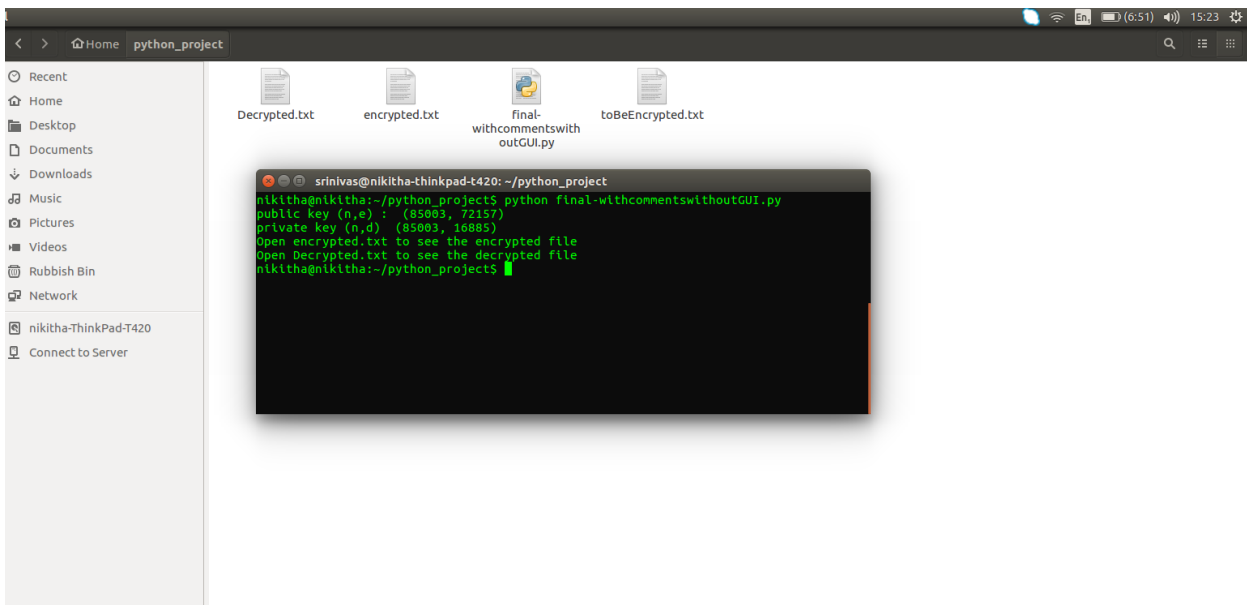 En
(6:51)
15:23
Home python_project
Recent
Home
Desktop
Documents
Downloads
Music
Pictures
Videos
Rubbish Bin
Network
nikitha-ThinkPad-T420
Connect to Server
Decrypted.txt
encrypted.txt
final-
withcommentswith
outGUI.py
toBeEncrypted.txt
srinivas@nikitha-thinkpad-t420: ~/python_project
nikitha@nikitha:~/python_project$ python final-withcommentswithoutGUI.py
public key (n,e) :  (85003, 72157)
private key (n,d)  (85003, 16885)
Open encrypted.txt to see the encrypted file
Open Decrypted.txt to see the decrypted file
nikitha@nikitha:~/python_project$